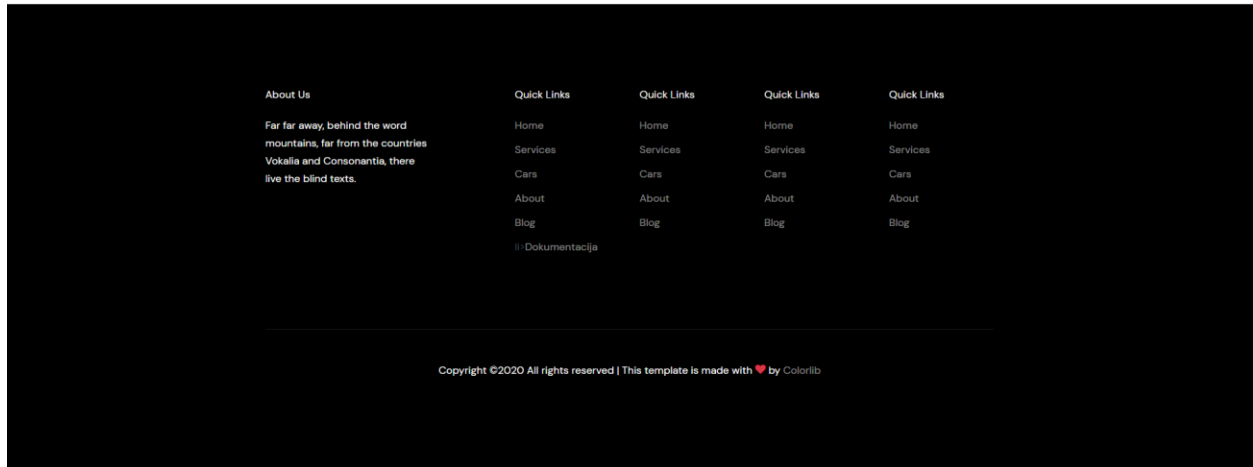 About Us
Far far away, behind the word
mountains, far from the countries
Vokalia and Consonantia, there
live the blind texts.
Quick Links
Home
Services
Cars
About
Blog
li>Dokumentacija
Quick Links
Home
Services
Cars
About
Blog
Quick Links
Home
Services
Cars
About
Blog
Quick Links
Home
Services
Cars
About
Blog
Copyright ©2020 All rights reserved | This template is made with ❤ by Colorlib